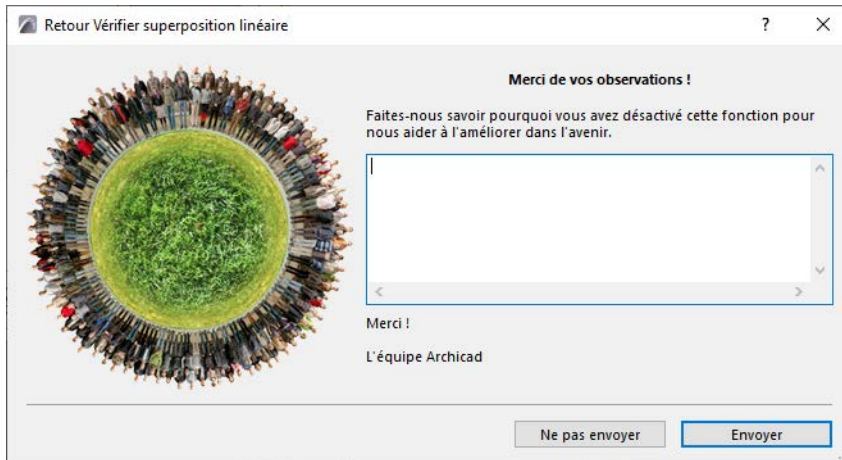 Retour Vérifier superposition linéaire
Merci de vos observations !
Faites-nous savoir pourquoi vous avez désactivé cette fonction pour
nous aider à l'améliorer dans l'avenir.
Merci !
L'équipe Archicad
Ne pas envoyer
Envoyer